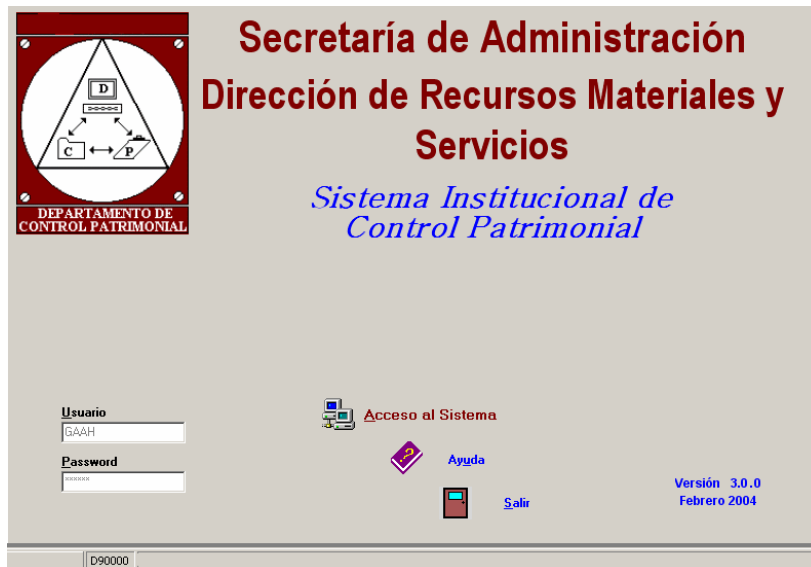 Secretaría de Administración
Dirección de Recursos Materiales y
Servicios
Sistema Institucional de
Control Patrimonial
D
C
P
DEPARTAMENTO DE
CONTROL PATRIMONIAL
Usuario
GAAH
Password
××××××
Acceso al Sistema
Ayuda
Salir
Versión 3.0.0
Febrero 2004
D90000